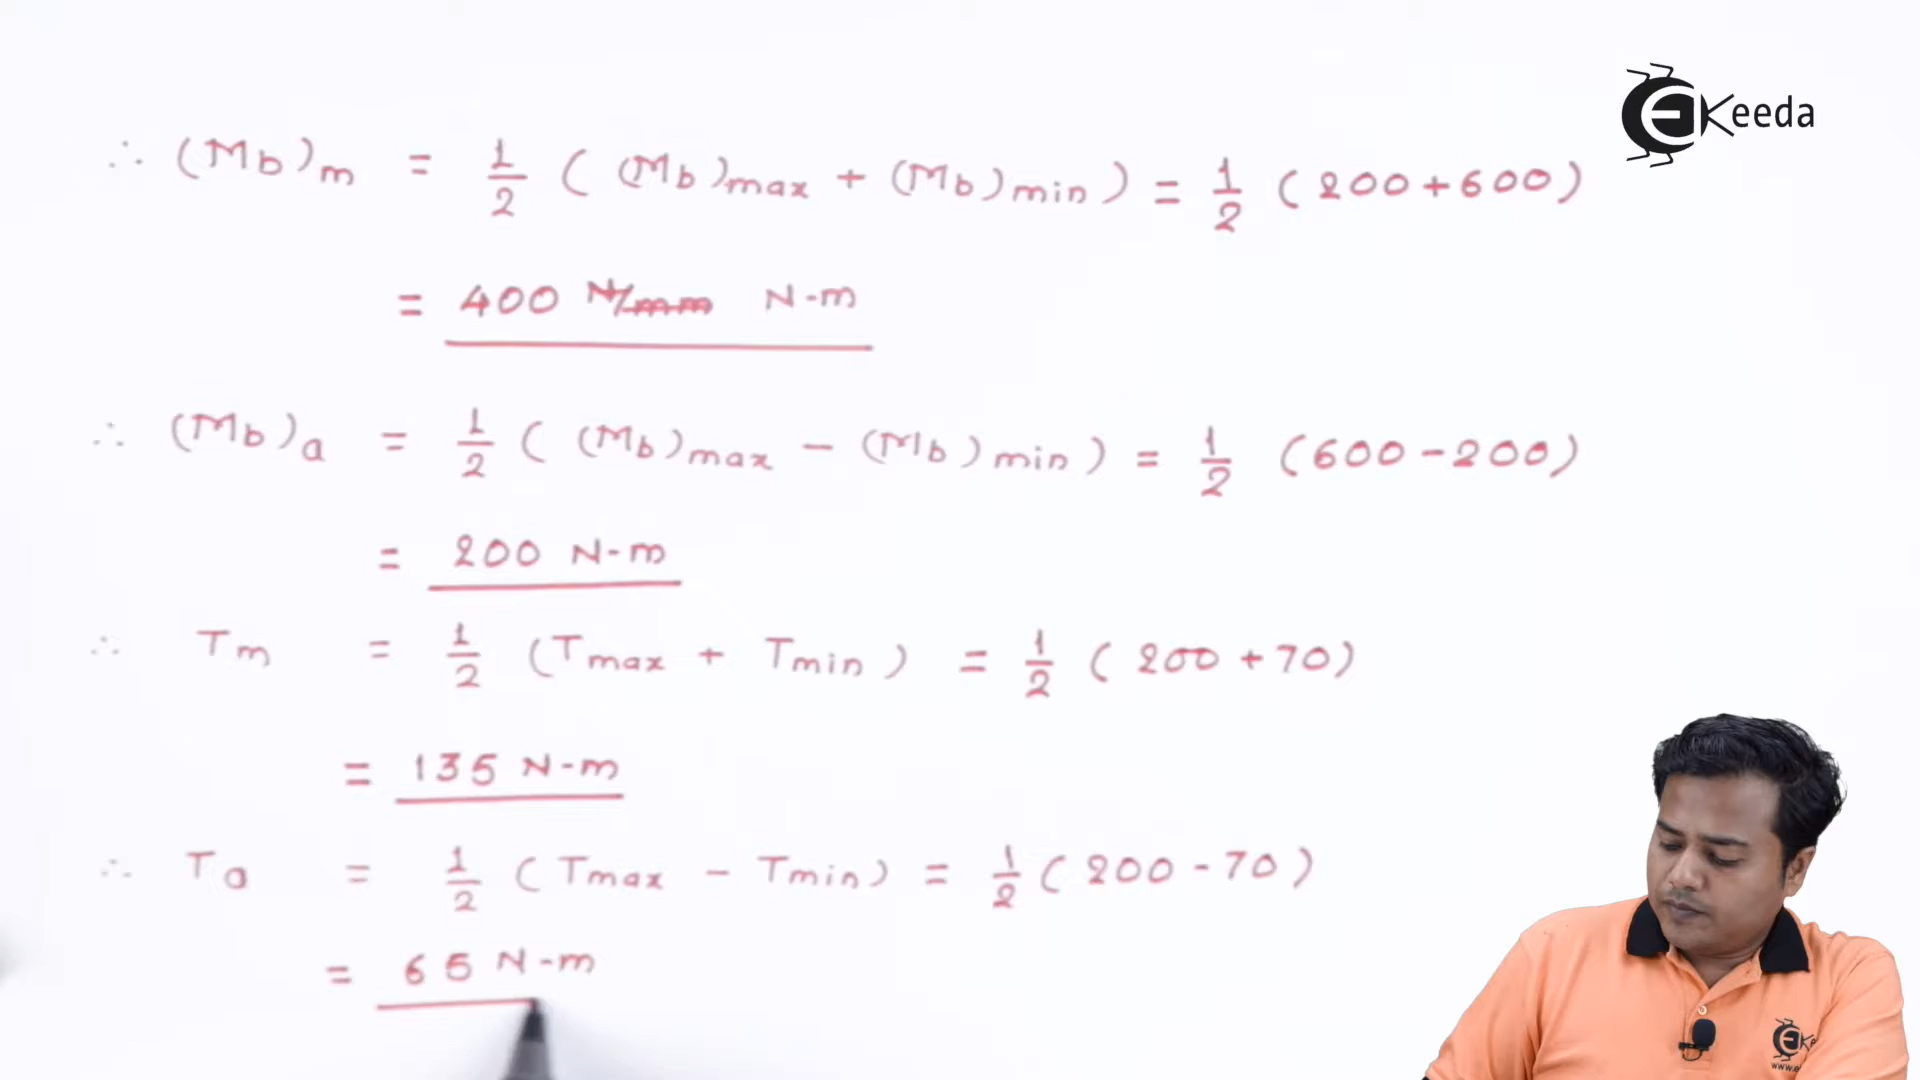 Keeda
∴ (Mb)m = 1/2 ( (Mb)max + (Mb)min ) = 1/2 ( 200 + 600 )
= 400 N/mm N-m
∴ (Mb)a = 1/2 ( (Mb)max - (Mb)min ) = 1/2 ( 600 - 200 )
= 200 N-m
∴ Tm = 1/2 ( Tmax + Tmin ) = 1/2 ( 200 + 70 )
= 135 N-m
∴ Ta = 1/2 ( Tmax - Tmin ) = 1/2 ( 200 - 70 )
= 65 N-m